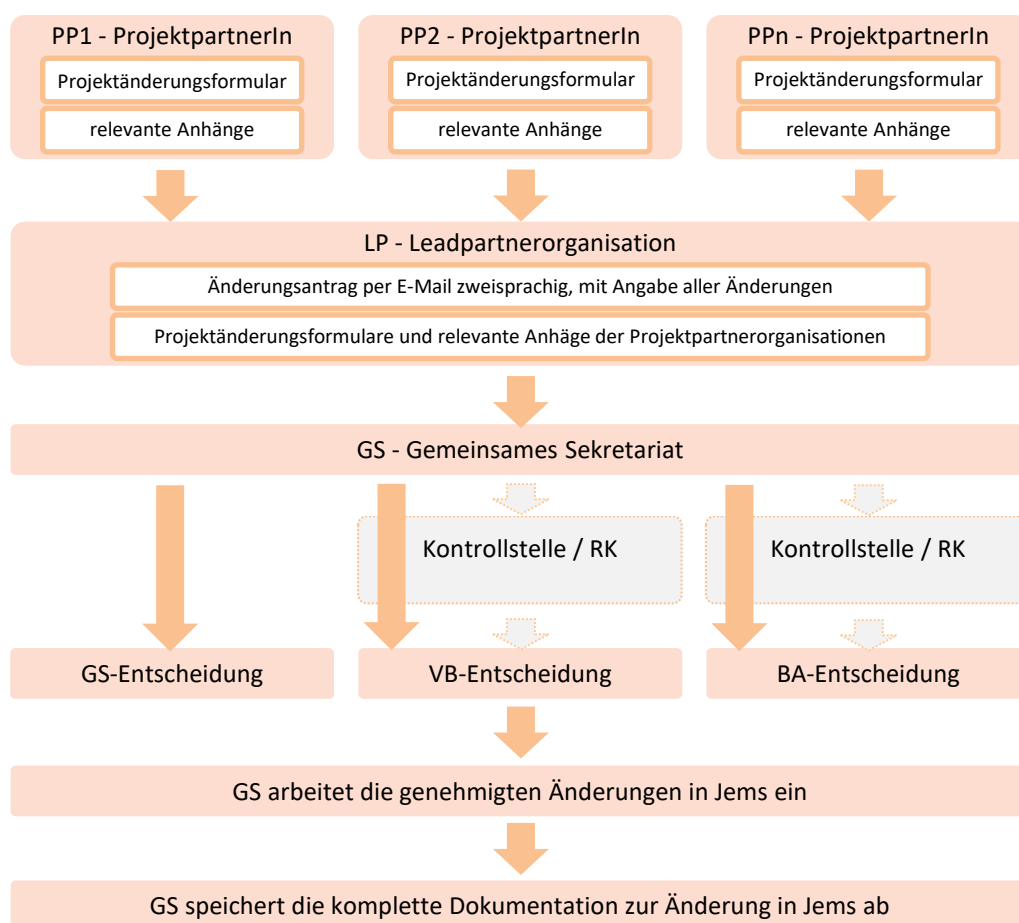 PP1 - ProjektpartnerIn
Projektänderungsformular
relevante Anhänge
PP2 - ProjektpartnerIn
Projektänderungsformular
relevante Anhänge
PPn - ProjektpartnerIn
Projektänderungsformular
relevante Anhänge
LP - Leadpartnerorganisation
Änderungsantrag per E-Mail zweisprachig, mit Angabe aller Änderungen
Projektänderungsformulare und relevante Anhäge der Projektpartnerorganisationen
GS - Gemeinsames Sekretariat
Kontrollstelle / RK
Kontrollstelle / RK
GS-Entscheidung
VB-Entscheidung
BA-Entscheidung
GS arbeitet die genehmigten Änderungen in Jems ein
GS speichert die komplette Dokumentation zur Änderung in Jems ab